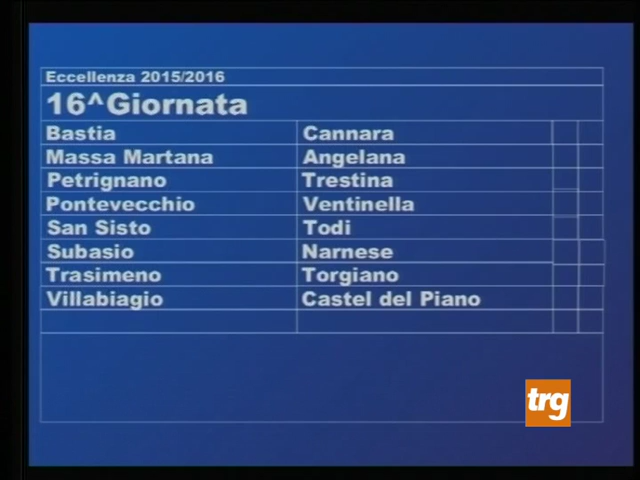 Eccellenza 2015/2016
16^Giornata
Bastia Cannara
Massa Martana Angelana
Petrignano Trestina
Pontevecchio Ventinella
San Sisto Todi
Subasio Narnese
Trasimeno Torgiano
Villabiagio Castel del Piano
trg